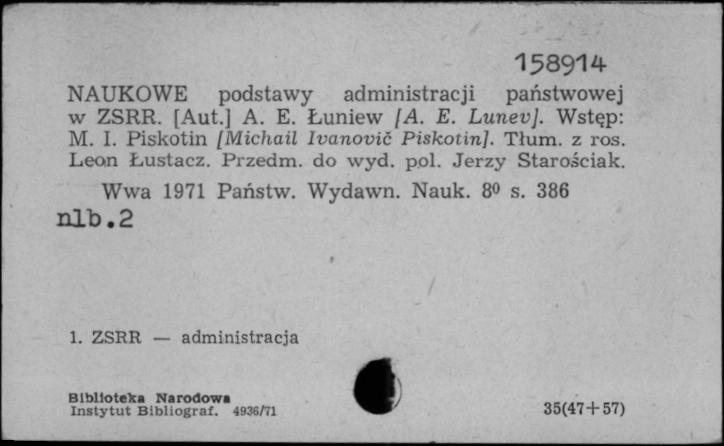 158914
NAUKOWE podstawy administracji państwowej
w ZSRR. [Aut.] A. E. Łuniew [A. E. Lunev]. Wstęp:
M. I. Piskotin [Michail Ivanovič Piskotin]. Tłum. z ros.
Leon Łustacz. Przedm. do wyd. pol. Jerzy Starościak.
Wwa 1971 Państw. Wydawn. Nauk. 8⁰ s. 386
nlb.2
1. ZSRR — administracja
Biblioteka Narodowa
Instytut Bibliograf. 4936/71
35(47+57)